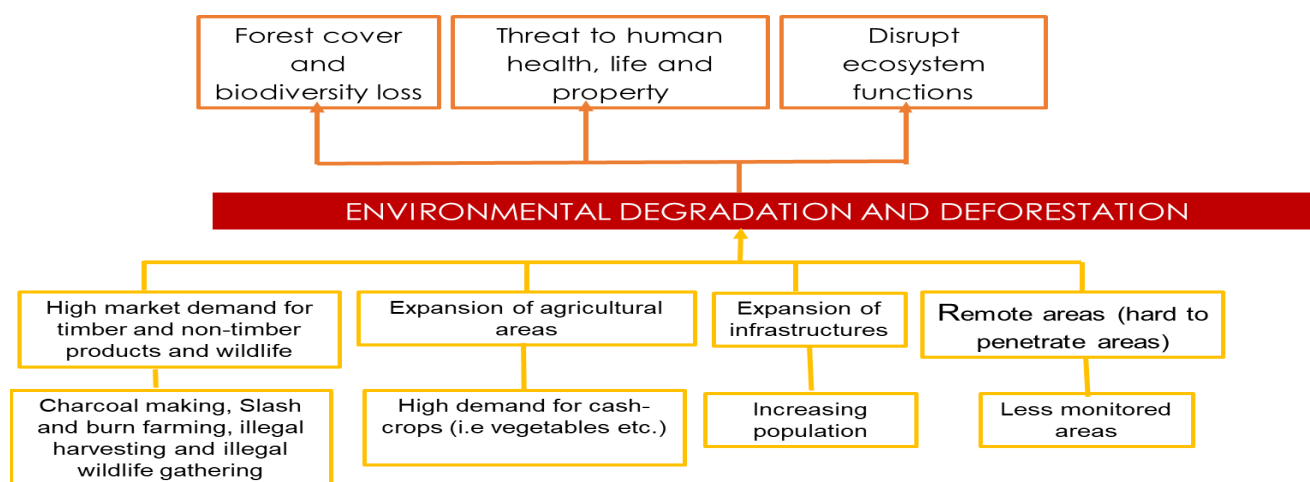 Forest cover
and
biodiversity loss
Threat to human
health, life and
property
Disrupt
ecosystem
functions
ENVIRONMENTAL DEGRADATION AND DEFORESTATION
High market demand for
timber and non-timber
products and wildlife
Expansion of agricultural
areas
Expansion of
infrastructures
Remote areas (hard to
penetrate areas)
Charcoal making, Slash
and burn farming, illegal
harvesting and illegal
wildlife gathering
High demand for cash-
crops (i.e vegetables etc.)
Increasing
population
Less monitored
areas